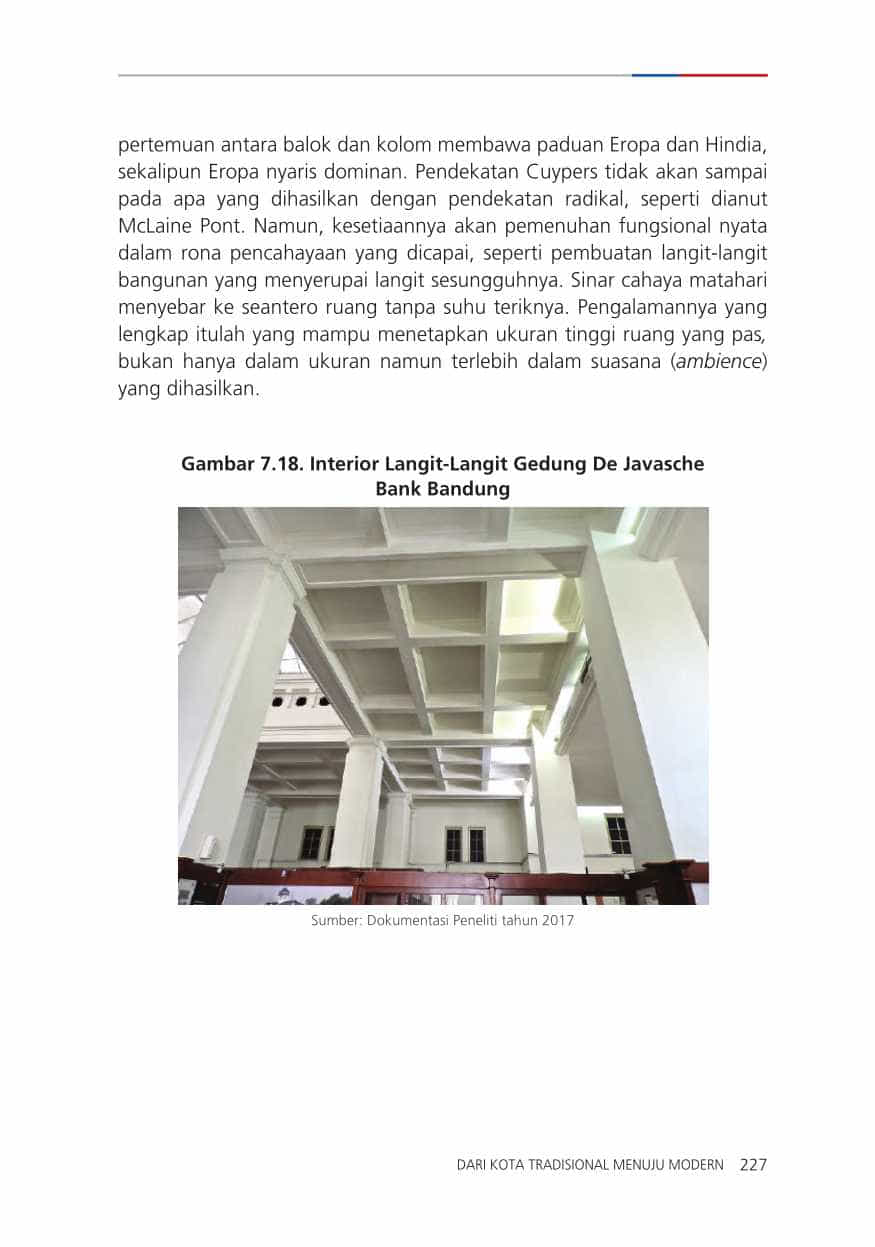 pertemuan antara balok dan kolom membawa paduan Eropa dan Hindia,
sekalipun Eropa nyaris dominan. Pendekatan Cuypers tidak akan sampai
pada apa yang dihasilkan dengan pendekatan radikal, seperti dianut
McLaine Pont. Namun, kesetiaannya akan pemenuhan fungsional nyata
dalam rona pencahayaan yang dicapai, seperti pembuatan langit-langit
bangunan yang menyerupai langit sesungguhnya. Sinar cahaya matahari
menyebar ke seantero ruang tanpa suhu teriknya. Pengalamannya yang
lengkap itulah yang mampu menetapkan ukuran tinggi ruang yang pas,
bukan hanya dalam ukuran namun terlebih dalam suasana (ambience)
yang dihasilkan.
Gambar 7.18. Interior Langit-Langit Gedung De Javasche
Bank Bandung
Sumber: Dokumentasi Peneliti tahun 2017
DARI KOTA TRADISIONAL MENUJU MODERN 227